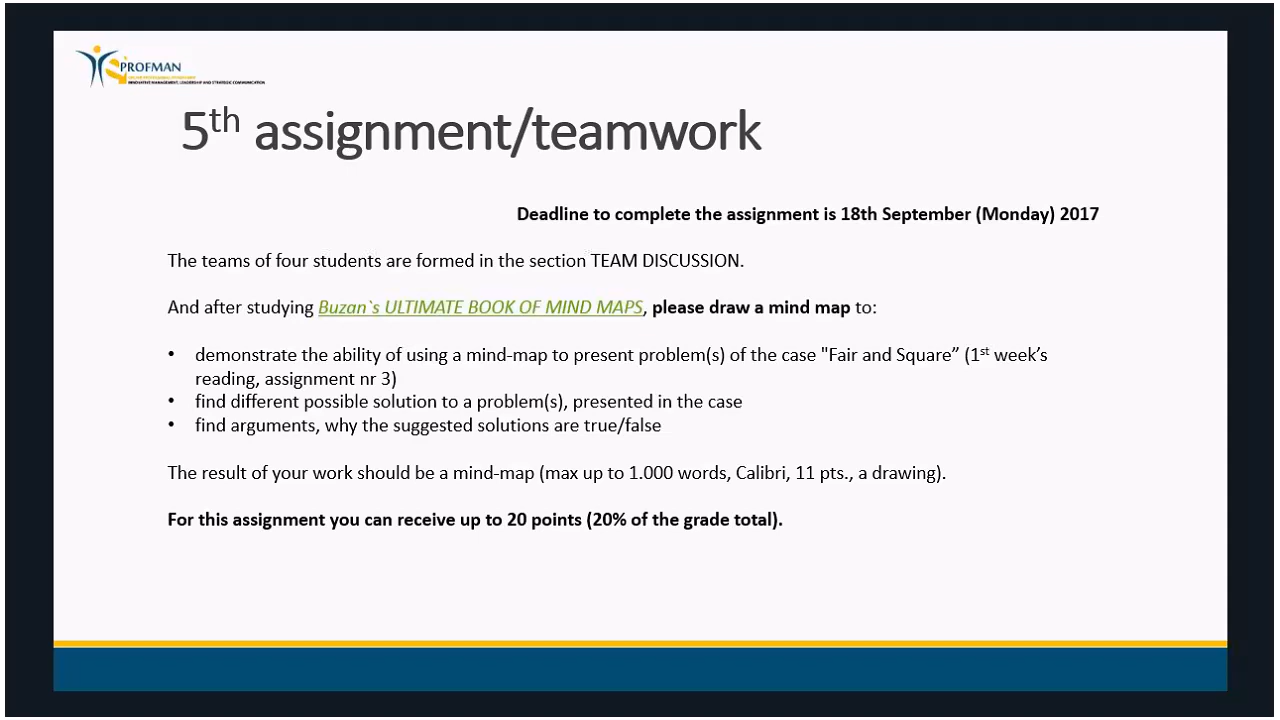 PROFMAN
INNOVATIVE MANAGEMENT, LEADERSHIP AND STRATEGIC COMMUNICATION
5th assignment/teamwork
Deadline to complete the assignment is 18th September (Monday) 2017
The teams of four students are formed in the section TEAM DISCUSSION.
And after studying Buzan`s ULTIMATE BOOK OF MIND MAPS, please draw a mind map to:
• demonstrate the ability of using a mind-map to present problem(s) of the case "Fair and Square” (1st week’s
reading, assignment nr 3)
• find different possible solution to a problem(s), presented in the case
• find arguments, why the suggested solutions are true/false
The result of your work should be a mind-map (max up to 1.000 words, Calibri, 11 pts., a drawing).
For this assignment you can receive up to 20 points (20% of the grade total).